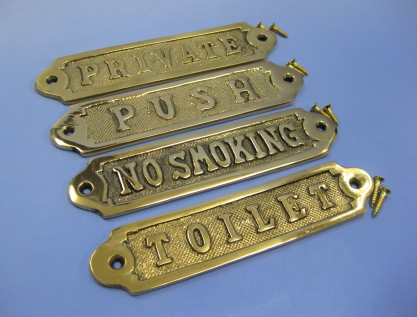 PRIVATE
PUSH
NO SMOKING
TOILET